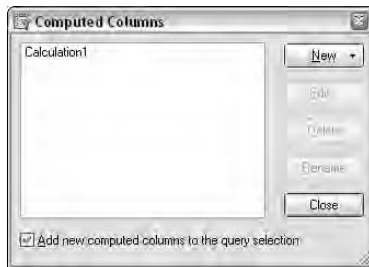 Computed Columns
Calculation1
New
Edit...
Delete
Rename
Close
Add new computed columns to the query selection